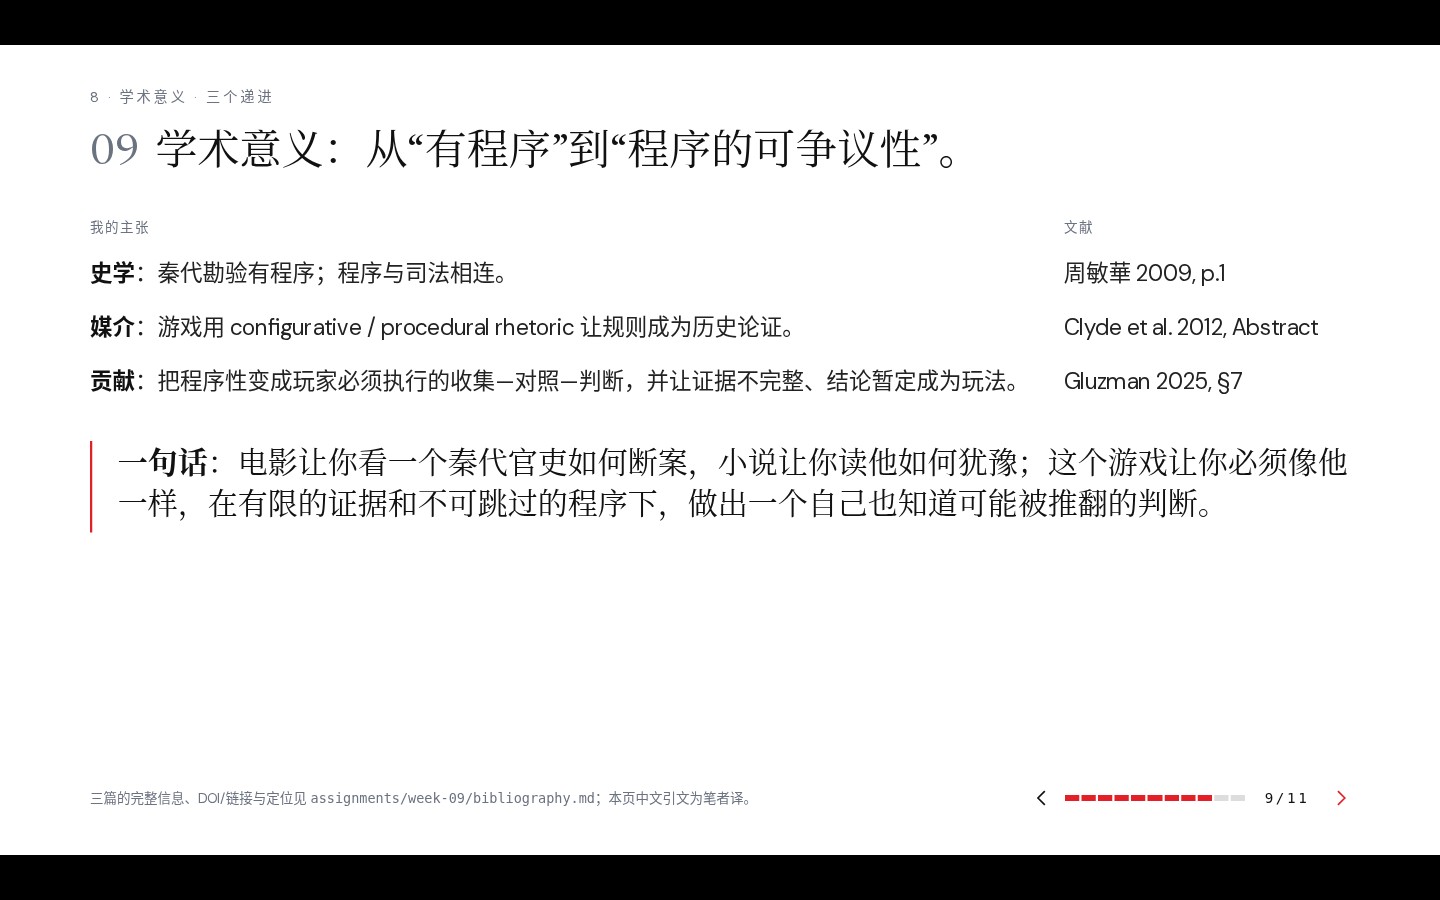 8 · 学术意义 · 三个递进
09 学术意义：从“有程序”到“程序的可争议性”。
我的主张 文献
史学：秦代勘验有程序；程序与司法相连。 周敏華 2009, p.1
媒介：游戏用 configurative / procedural rhetoric 让规则成为历史论证。 Clyde et al. 2012, Abstract
贡献：把程序性变成玩家必须执行的收集—对照—判断，并让证据不完整、结论暂定成为玩法。 Gluzman 2025, §7
一句话：电影让你看一个秦代官吏如何断案，小说让你读他如何犹豫；这个游戏让你必须像他
一样，在有限的证据和不可跳过的程序下，做出一个自己也知道可能被推翻的判断。
三篇的完整信息、DOI/链接与定位见 assignments/week-09/bibliography.md；本页中文引文为笔者译。 9/11